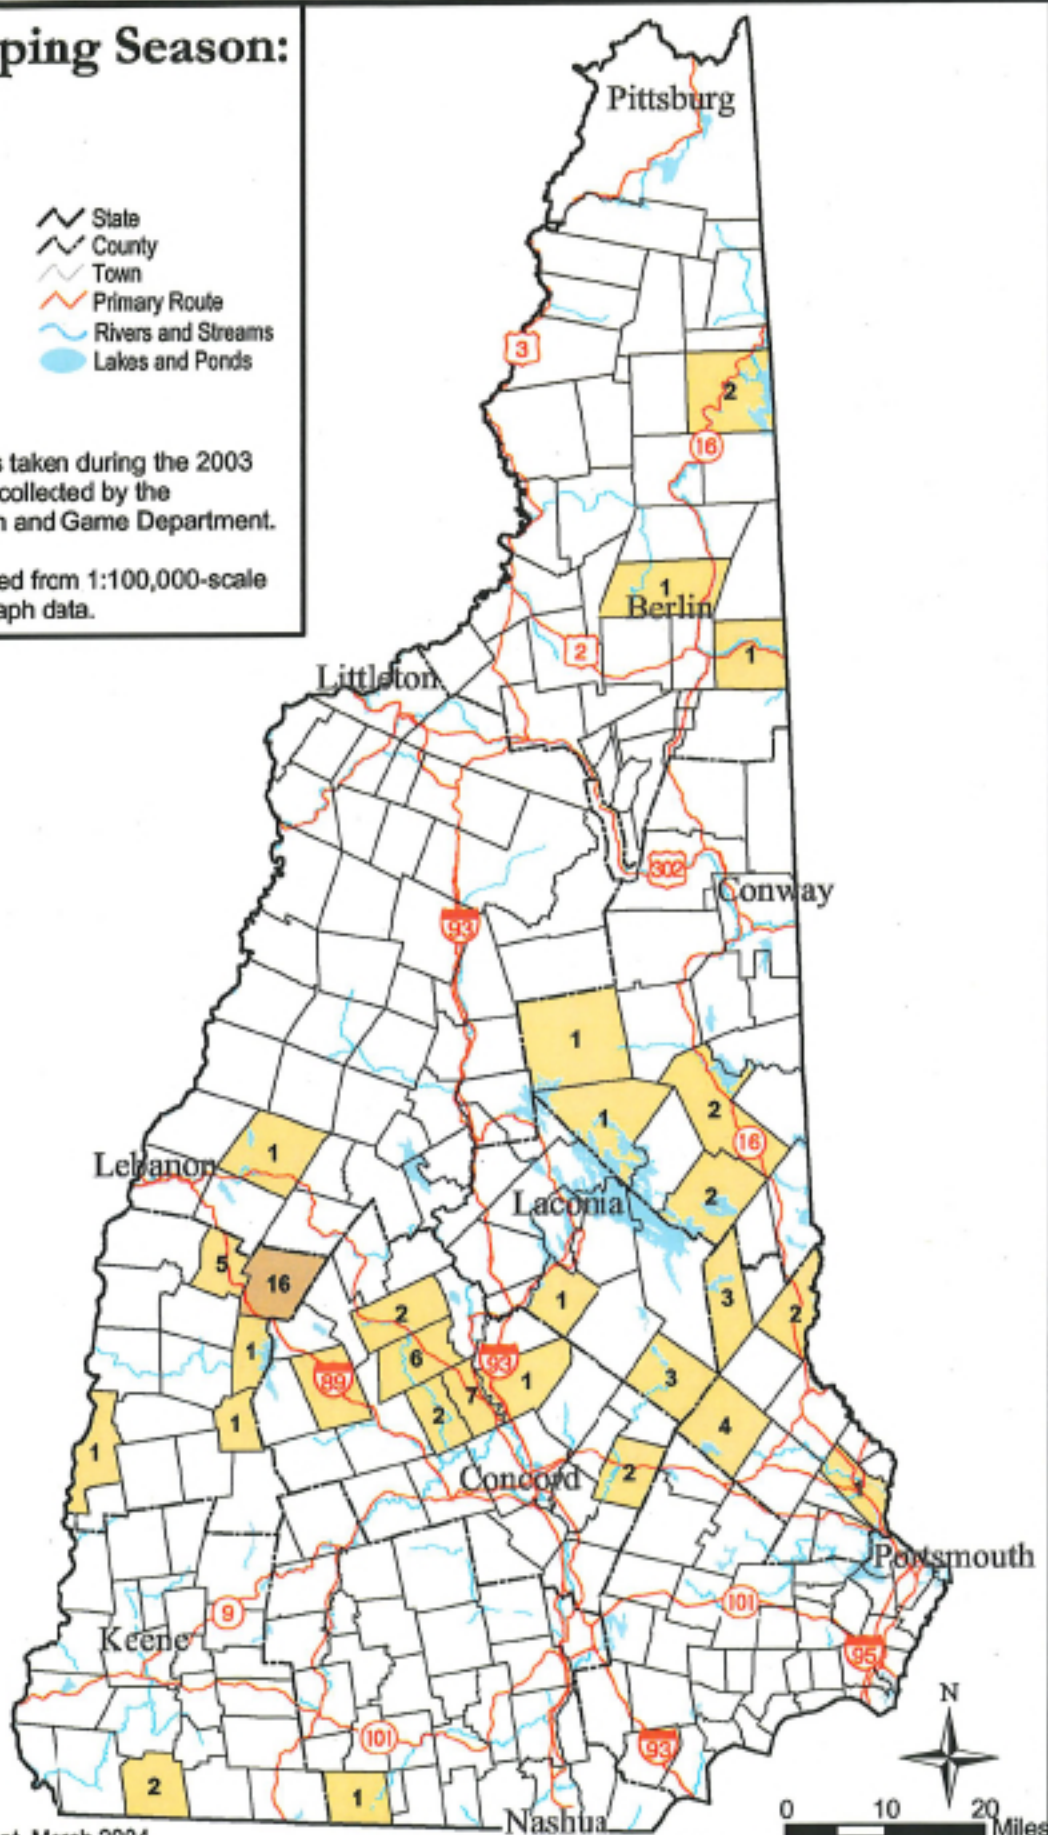 ping Season:
State
County
Town
Primary Route
Rivers and Streams
Lakes and Ponds
s taken during the 2003
collected by the
n and Game Department.
ed from 1:100,000-scale
aph data.
Pittsburg
3
2
16
1
Berlin
2
1
Littleton
302
Conway
93
1
1
2
16
1
Lebanon
2
Laconia
5
16
3
2
1
2
1
6
93
1
3
89
7
2
1
4
1
2
Concord
Portsmouth
101
9
Keene
95
N
101
93
2
1
Nashua
0 10 20
Miles